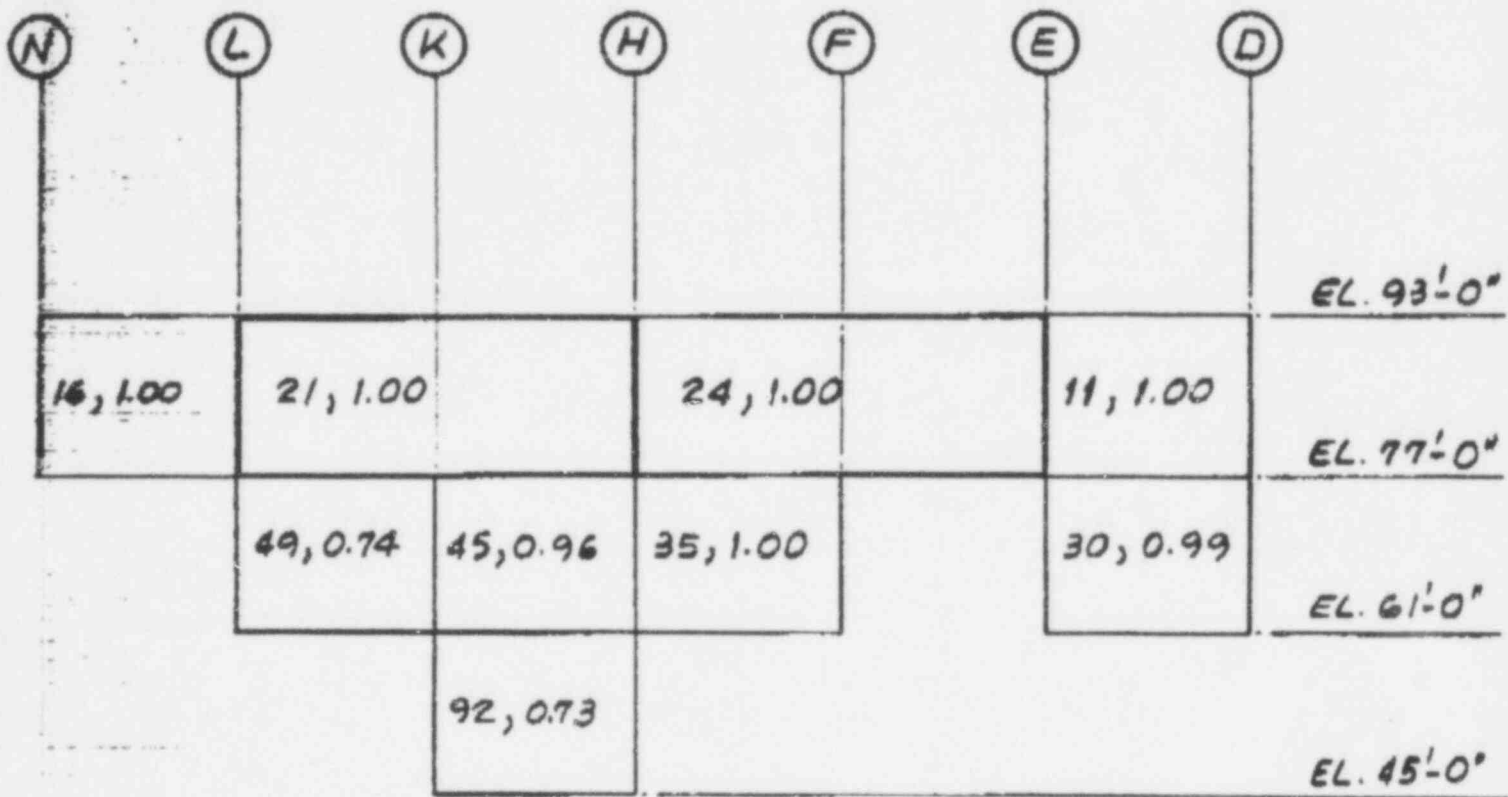 N L K H F E D
EL. 93'-0"
16, 1.00 21, 1.00 24, 1.00 11, 1.00
EL. 77'-0"
49, 0.74 45, 0.96 35, 1.00 30, 0.99
EL. 61'-0"
92, 0.73
EL. 45'-0"